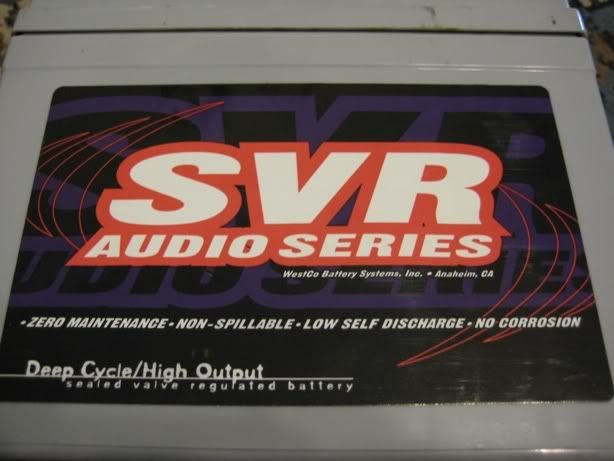 SVR
AUDIO SERIES
WestCo Battery Systems, Inc. • Anaheim, CA
• ZERO MAINTENANCE • NON-SPILLABLE • LOW SELF DISCHARGE • NO CORROSION
Deep Cycle/High Output
sealed valve regulated battery